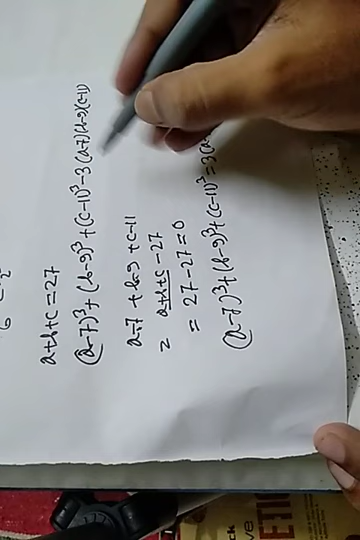 a+b+c=27
(a-7)³+(b-9)³+(c-11)³-3(a-7)(b-9)(c-11)
a-7+b-9+c-11
= a+b+c-27
= 27-27=0
(a-7)³+(b-9)³+(c-11)³=3(a-